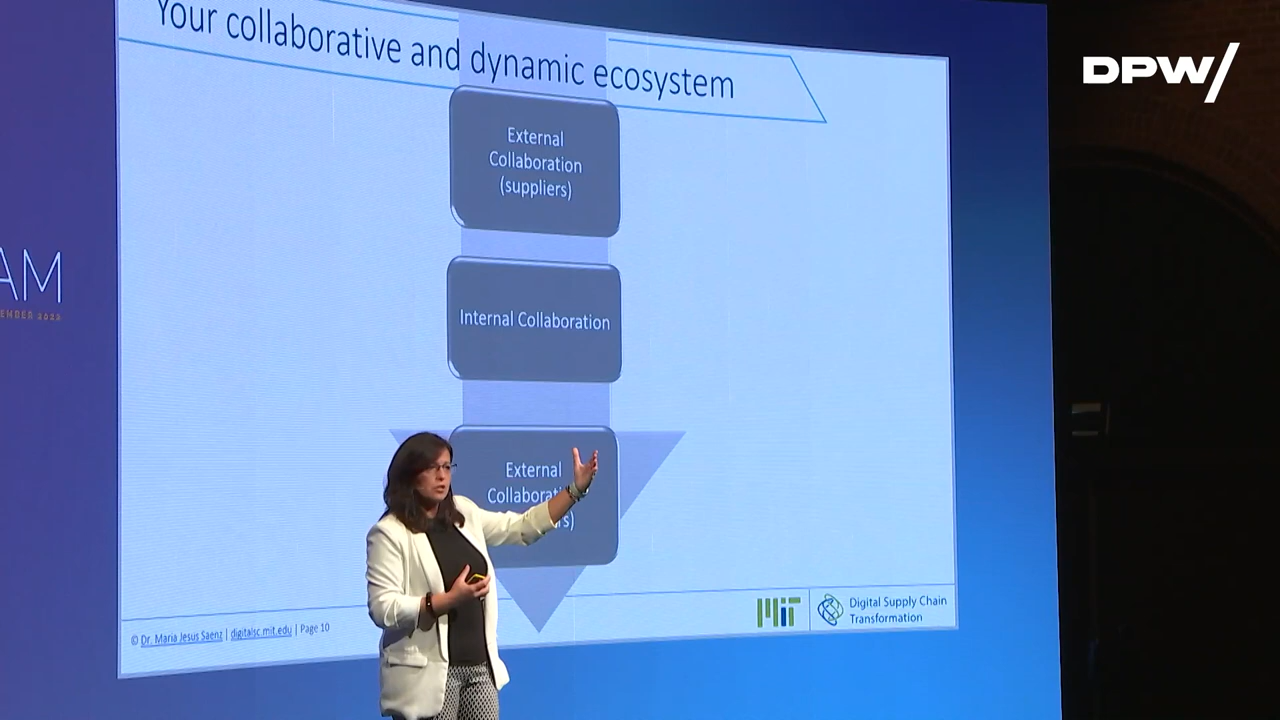 Your collaborative and dynamic ecosystem
DPW/
External
Collaboration
(suppliers)
AM
Internal Collaboration
External
© Dr. Maria Jesus Saenz | digitalsc.mit.edu | Page 10
MIT
Digital Supply Chain
Transformation